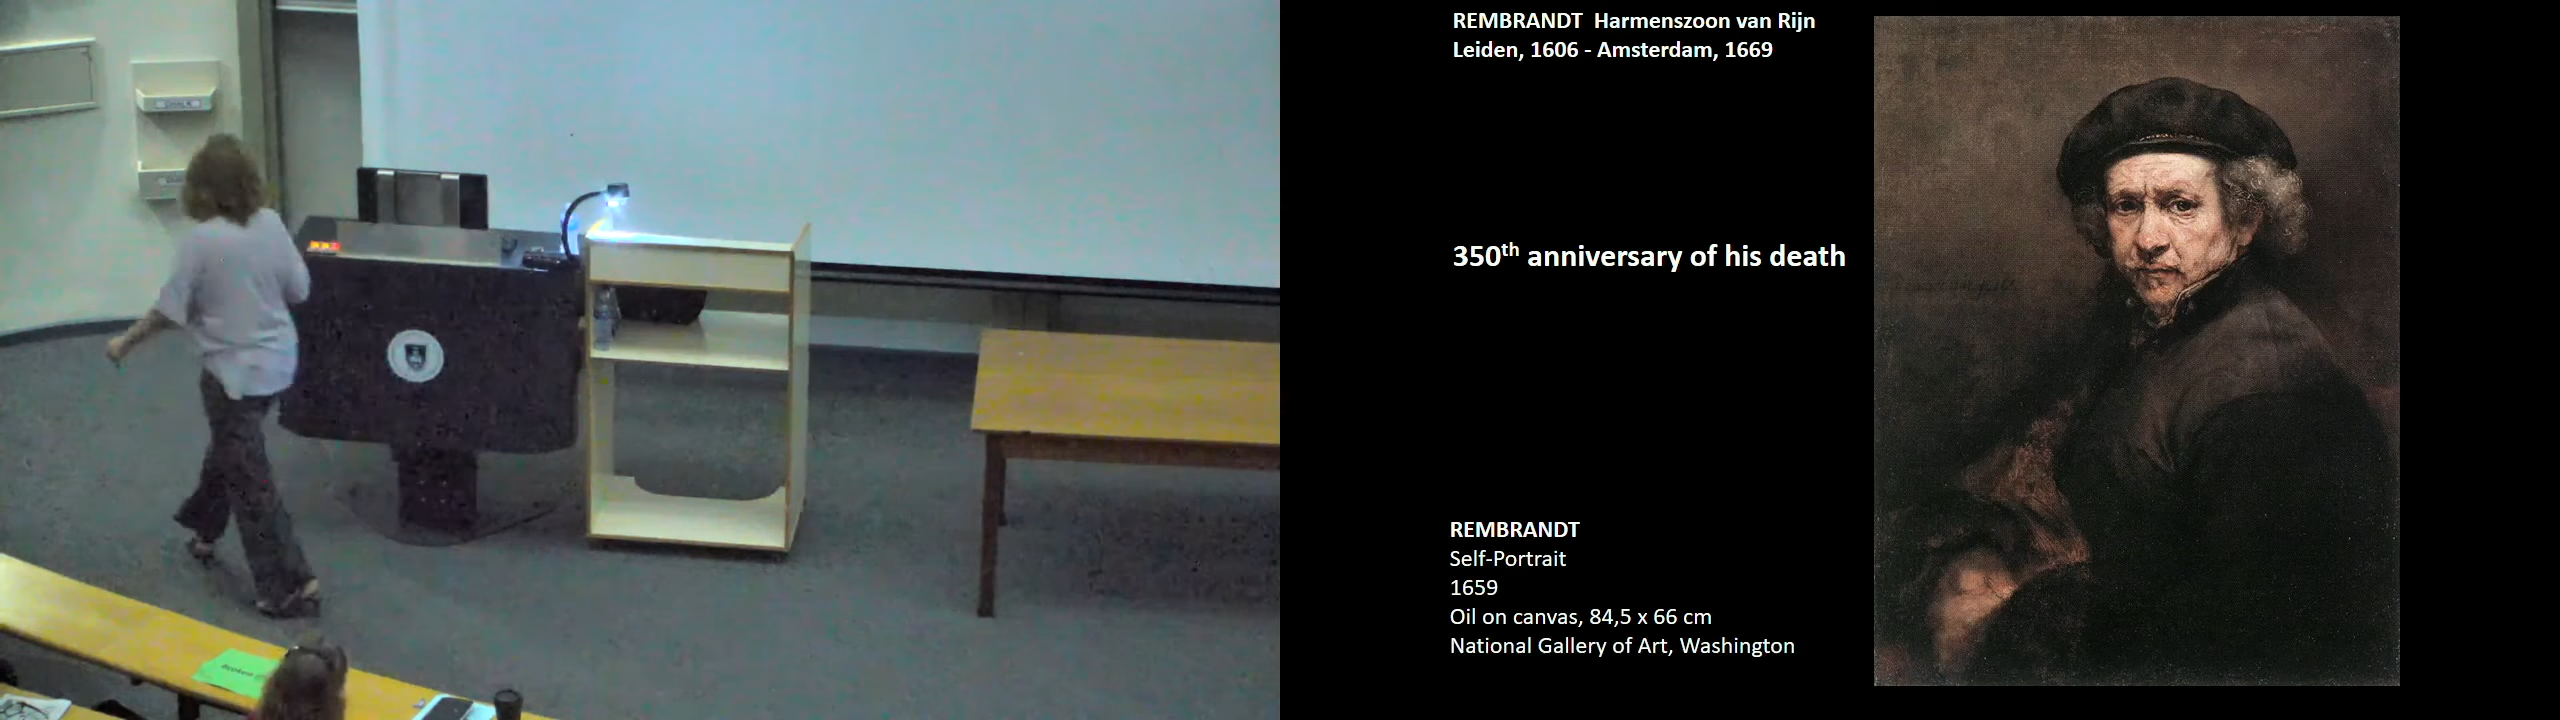 REMBRANDT Harmenszoon van Rijn
Leiden, 1606 - Amsterdam, 1669
350th anniversary of his death
REMBRANDT
Self-Portrait
1659
Oil on canvas, 84,5 x 66 cm
National Gallery of Art, Washington